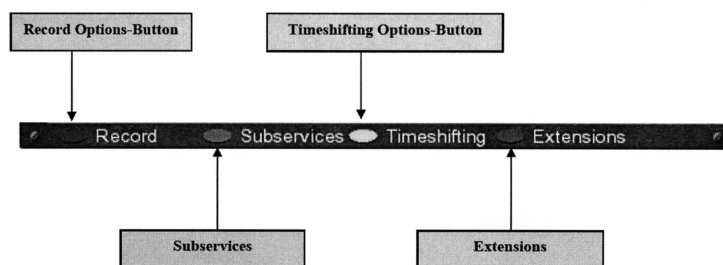 Record Options-Button
Timeshifting Options-Button
Record Subservices Timeshifting Extensions
Subservices
Extensions